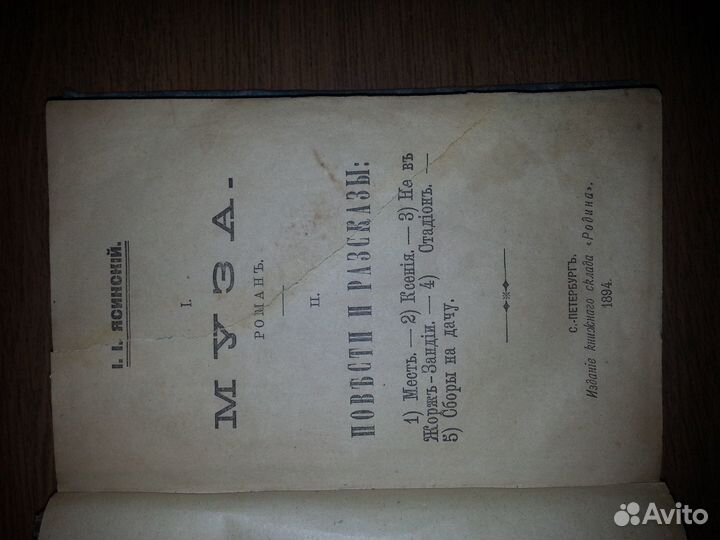 І. І. ЯСИНСКІЙ.
I.
МУЗА.
РОМАНЪ.
II.
ПОВѢСТИ И РАЗСКАЗЫ:
1) Месть. — 2) Ксенія. — 3) Не въ
Жоржъ-Зандіи. — 4) Стадіонъ. —
5) Сборы на дачу.
С.-ПЕТЕРБУРГЪ.
Изданіе книжнаго склада «Родина».
1894.
Avito